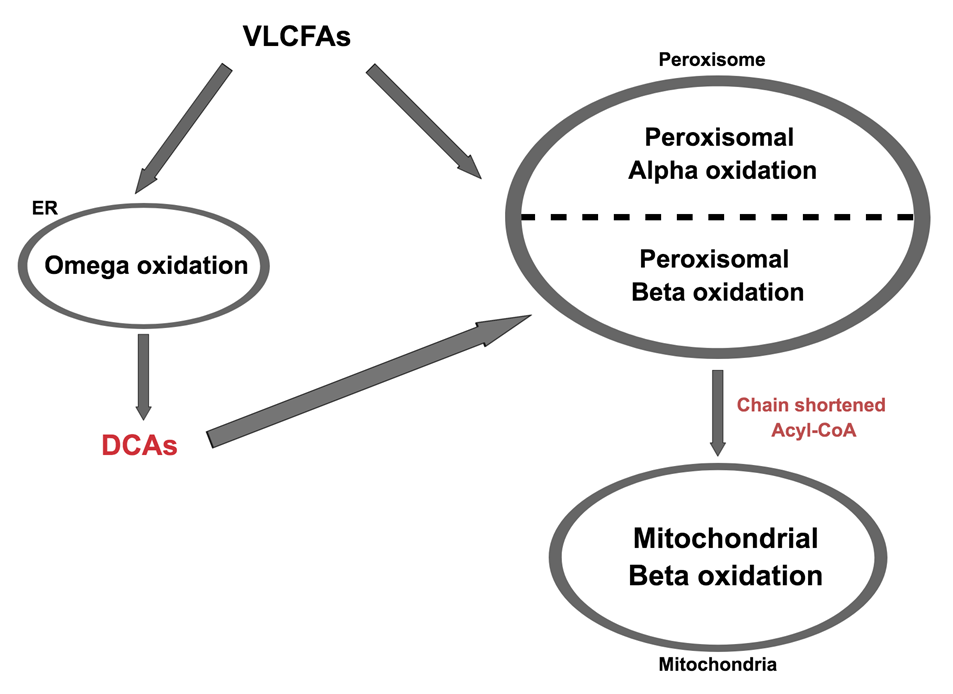 VLCFAs
Peroxisome
Peroxisomal
Alpha oxidation
ER
Omega oxidation
Peroxisomal
Beta oxidation
DCAs
Chain shortened
Acyl-CoA
Mitochondrial
Beta oxidation
Mitochondria